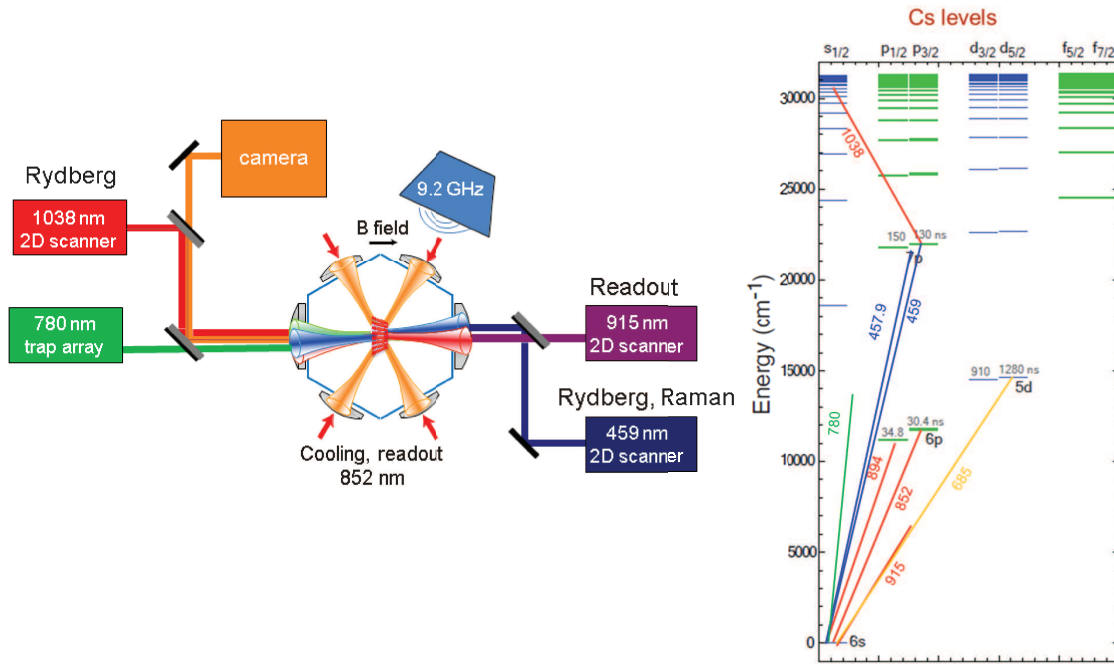 Rydberg
1038 nm
2D scanner
780 nm
trap array
camera
9.2 GHz
B field
Cooling, readout
852 nm
Readout
915 nm
2D scanner
Rydberg, Raman
459 nm
2D scanner
Cs levels
s1/2 p1/2 p3/2 d3/2 d5/2 f5/2 f7/2
Energy (cm-1)
30000
25000
20000
15000
10000
5000
0
1038
150 130 ns
7p
457.9
459
910 1280 ns
5d
780
34.8 30.4 ns
6p
894
852
685
915
6s